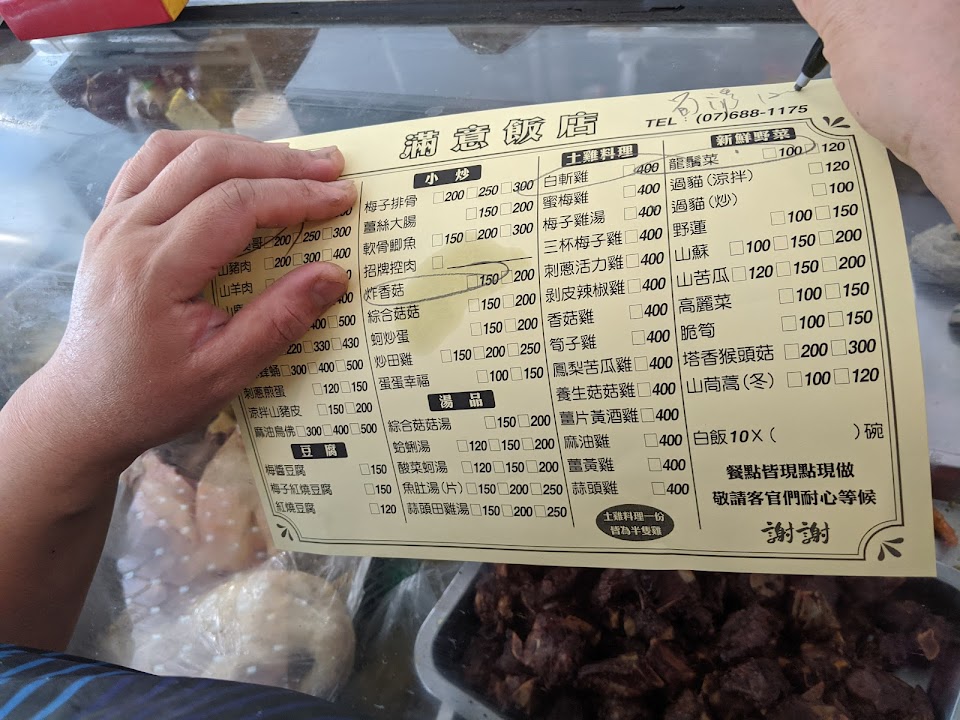 滿意飯店
TEL：(07)688-1175
□200 □250 □300
山豬肉 □200 □300 □400
山羊肉
□400 □500
□220 □330 □430
□300 □400 □500
刺蔥煎蛋 □120 □150
涼拌山豬皮 □150 □200
麻油烏佛 □300 □400 □500
豆腐
梅醬豆腐 □150
梅子紅燒豆腐 □150
紅燒豆腐 □120
小炒
梅子排骨 □200 □250 □300
薑絲大腸 □150 □200
軟骨鯽魚 □150 □200 □300
招牌控肉 □
炸香菇 □150 □200
綜合菇菇 □150 □200
蚵炒蛋 □150 □200
炒田雞 □150 □200 □250
蛋蛋幸福 □100 □150
湯品
綜合菇菇湯 □150 □200
蛤蜊湯 □120 □150 □200
酸菜蚵湯 □120 □150 □200
魚肚湯(片) □150 □200 □250
蒜頭田雞湯 □150 □200 □250
土雞料理
白斬雞 □400
蜜梅雞 □400
梅子雞湯 □400
三杯梅子雞 □400
刺蔥活力雞 □400
剝皮辣椒雞 □400
香菇雞 □400
筍子雞 □400
鳳梨苦瓜雞 □400
養生菇菇雞 □400
薑片黃酒雞 □400
麻油雞 □400
薑黃雞 □400
蒜頭雞 □400
土雞料理一份
皆為半隻雞
新鮮野菜
龍鬚菜 □100 □120
過貓(涼拌) □120
過貓(炒) □100
野蓮 □100 □150
山蘇 □100 □150 □200
山苦瓜 □120 □150 □200
高麗菜 □100 □150
脆筍 □100 □150
塔香猴頭菇 □200 □300
山茼蒿(冬) □100 □120
白飯10×( )碗
餐點皆現點現做
敬請客官們耐心等候
謝謝